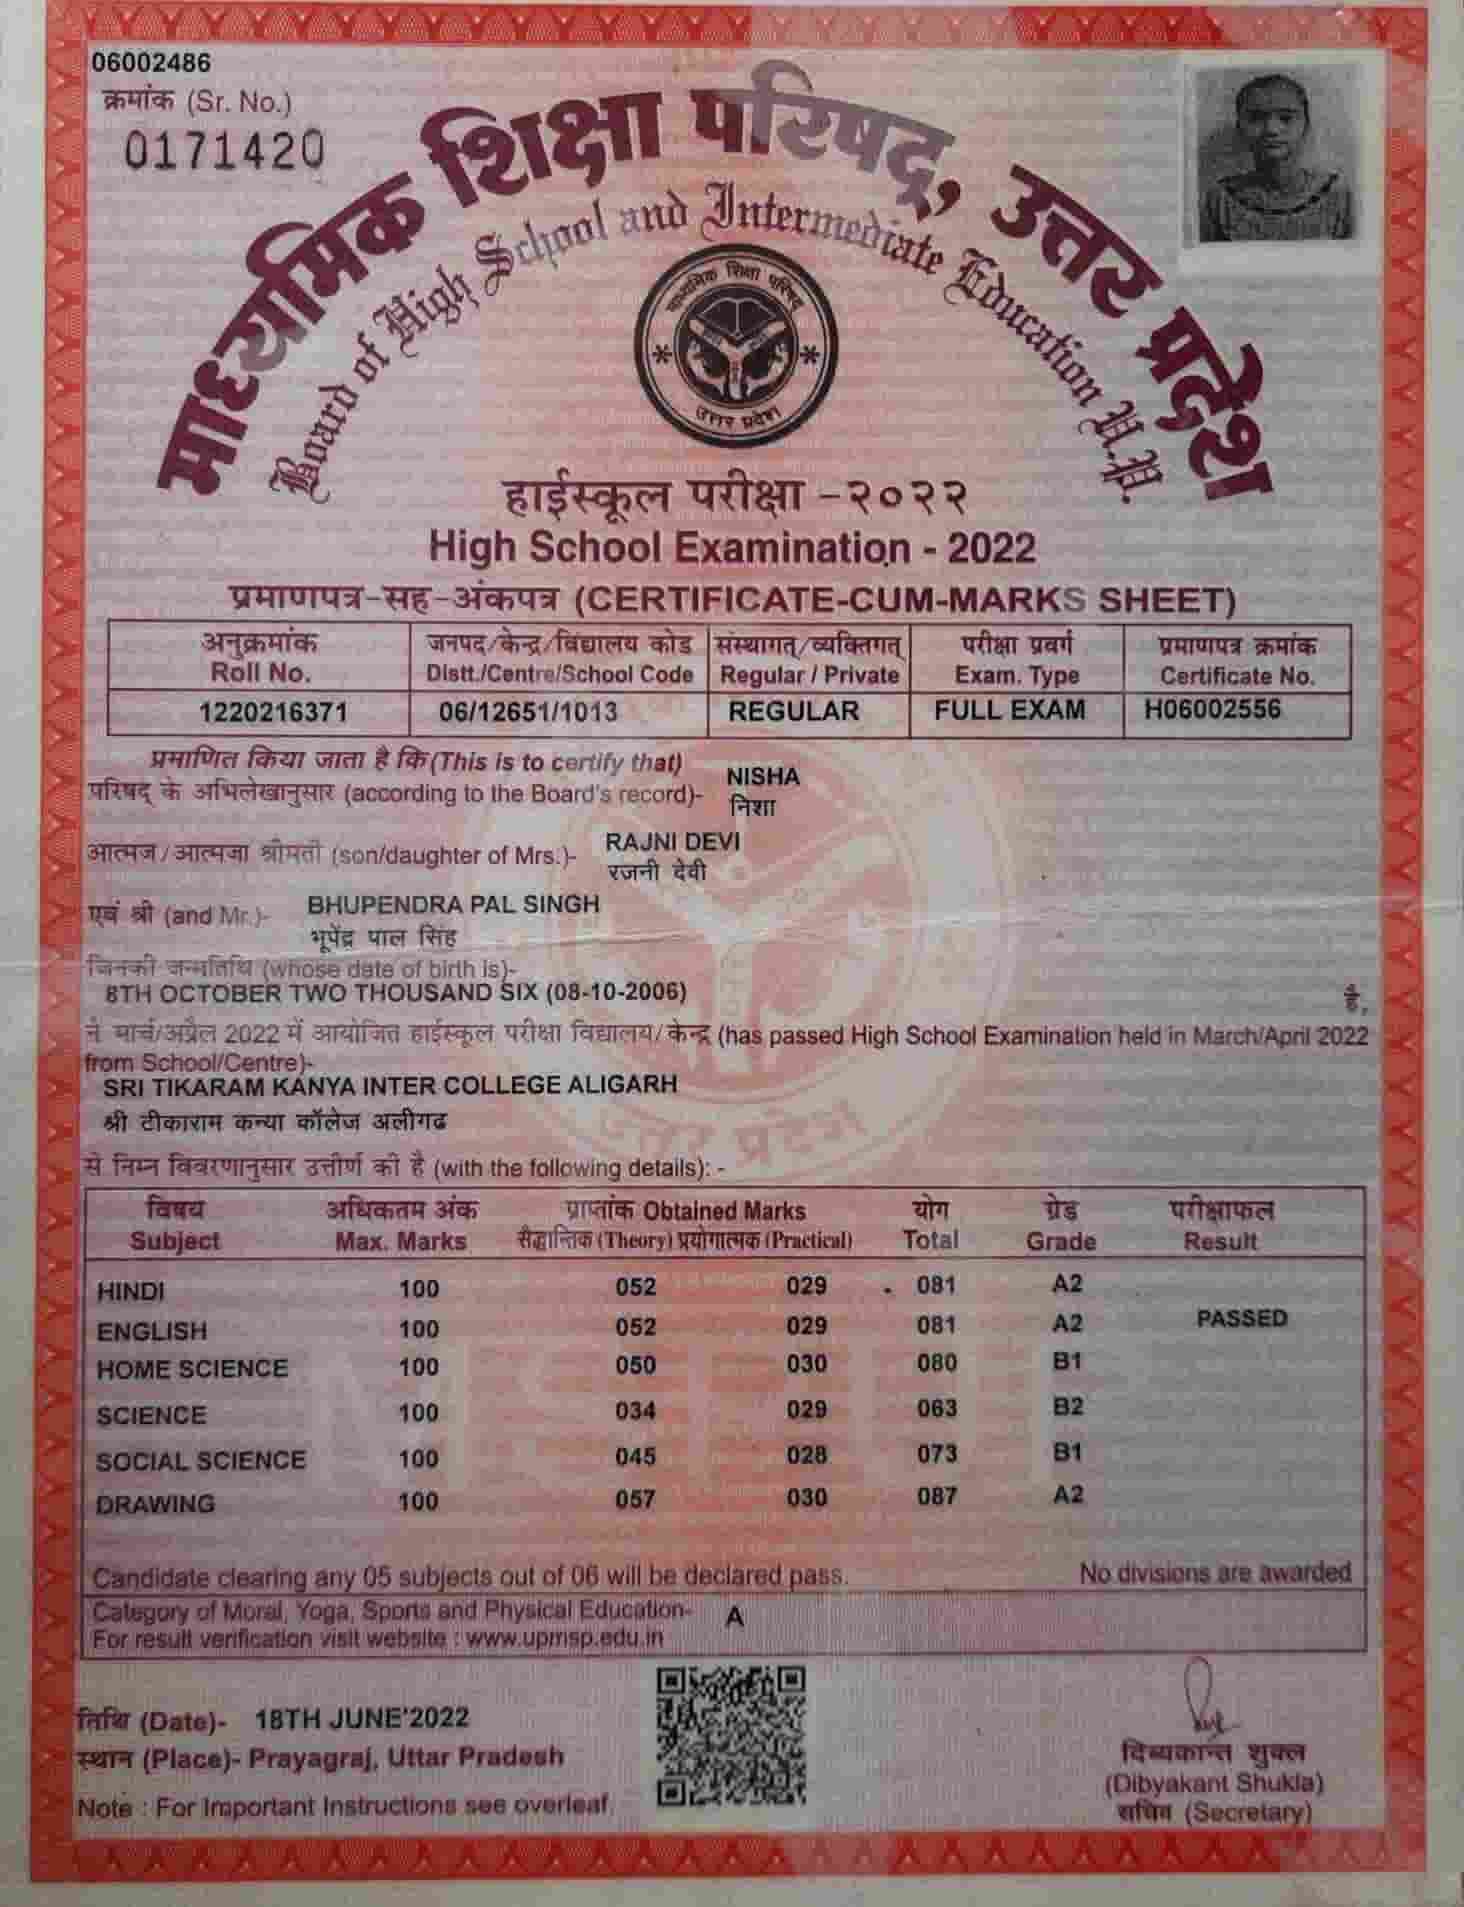 06002486
क्रमांक (Sr. No.)
0171420
माध्यमिक शिक्षा परिषद्, उत्तर प्रदेश
Board of High School and Intermediate Education U.P.
माध्यमिक शिक्षा परिषद्
उत्तर प्रदेश
हाईस्कूल परीक्षा -२०२२
High School Examination - 2022
प्रमाणपत्र-सह-अंकपत्र (CERTIFICATE-CUM-MARKS SHEET)
अनुक्रमांक जनपद/केन्द्र/विद्यालय कोड संस्थागत्/व्यक्तिगत् परीक्षा प्रवर्ग प्रमाणपत्र क्रमांक
Roll No. Distt./Centre/School Code Regular / Private Exam. Type Certificate No.
1220216371 06/12651/1013 REGULAR FULL EXAM H06002556
प्रमाणित किया जाता है कि (This is to certify that) NISHA
परिषद् के अभिलेखानुसार (according to the Board's record)- निशा
आत्मज/आत्मजा श्रीमती (son/daughter of Mrs.)- RAJNI DEVI
रजनी देवी
एवं श्री (and Mr.)- BHUPENDRA PAL SINGH
भूपेंद्र पाल सिंह
जिनकी जन्मतिथि (whose date of birth is)-
8TH OCTOBER TWO THOUSAND SIX (08-10-2006) है,
ने मार्च/अप्रैल 2022 में आयोजित हाईस्कूल परीक्षा विद्यालय/केन्द्र (has passed High School Examination held in March/April 2022
from School/Centre)-
SRI TIKARAM KANYA INTER COLLEGE ALIGARH
श्री टीकाराम कन्या कॉलेज अलीगढ
उत्तर प्रदेश
से निम्न विवरणानुसार उत्तीर्ण की है (with the following details): -
विषय अधिकतम अंक प्राप्तांक Obtained Marks योग ग्रेड परीक्षाफल
Subject Max. Marks सैद्धान्तिक (Theory) प्रयोगात्मक (Practical) Total Grade Result
HINDI 100 052 029 081 A2
ENGLISH 100 052 029 081 A2 PASSED
HOME SCIENCE 100 050 030 080 B1
SCIENCE 100 034 029 063 B2
SOCIAL SCIENCE 100 045 028 073 B1
DRAWING 100 057 030 087 A2
Candidate clearing any 05 subjects out of 06 will be declared pass. No divisions are awarded
Category of Moral, Yoga, Sports and Physical Education- A
For result verification visit website : www.upmsp.edu.in
तिथि (Date)- 18TH JUNE'2022
स्थान (Place)- Prayagraj, Uttar Pradesh
Note : For Important Instructions see overleaf
दिब्यकान्त शुक्ल
(Dibyakant Shukla)
सचिव (Secretary)